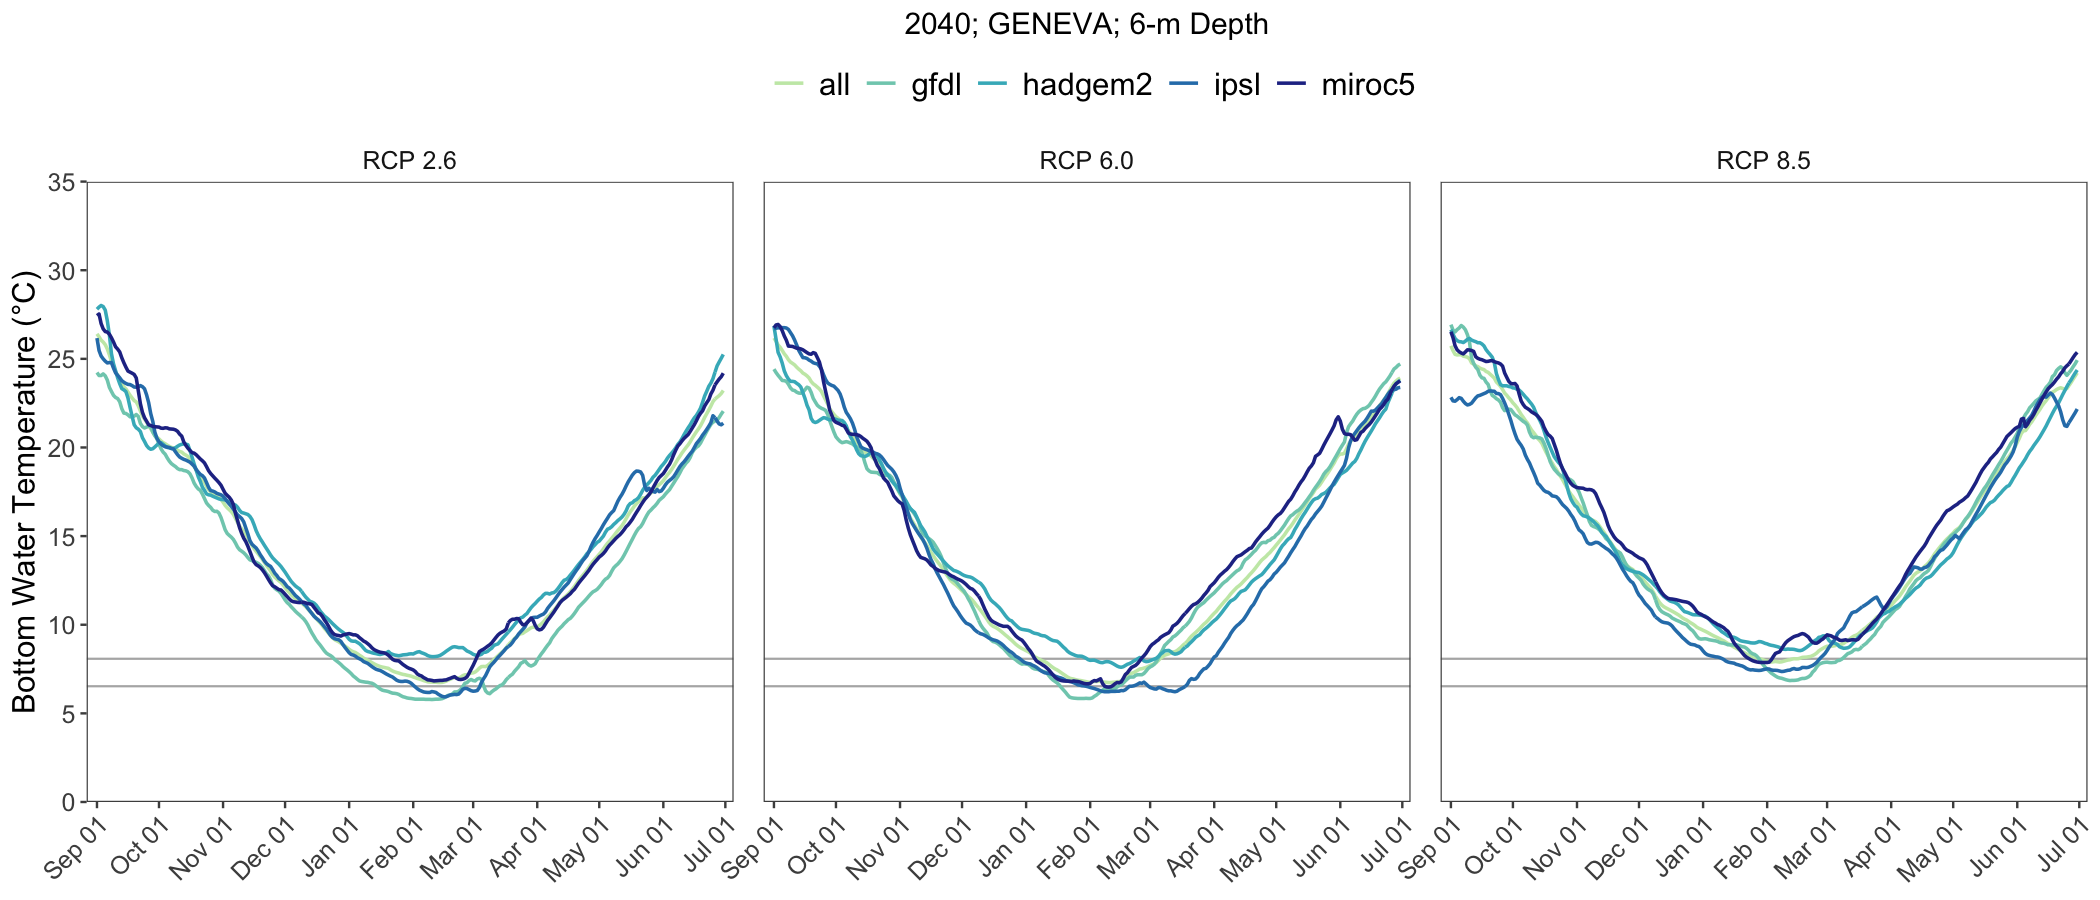 2040; GENEVA; 6-m Depth
all gfdl hadgem2 ipsl miroc5
RCP 2.6 RCP 6.0 RCP 8.5
Bottom Water Temperature (°C)
35
30
25
20
15
10
5
0
Sep 01 Oct 01 Nov 01 Dec 01 Jan 01 Feb 01 Mar 01 Apr 01 May 01 Jun 01 Jul 01 Sep 01 Oct 01 Nov 01 Dec 01 Jan 01 Feb 01 Mar 01 Apr 01 May 01 Jun 01 Jul 01 Sep 01 Oct 01 Nov 01 Dec 01 Jan 01 Feb 01 Mar 01 Apr 01 May 01 Jun 01 Jul 01